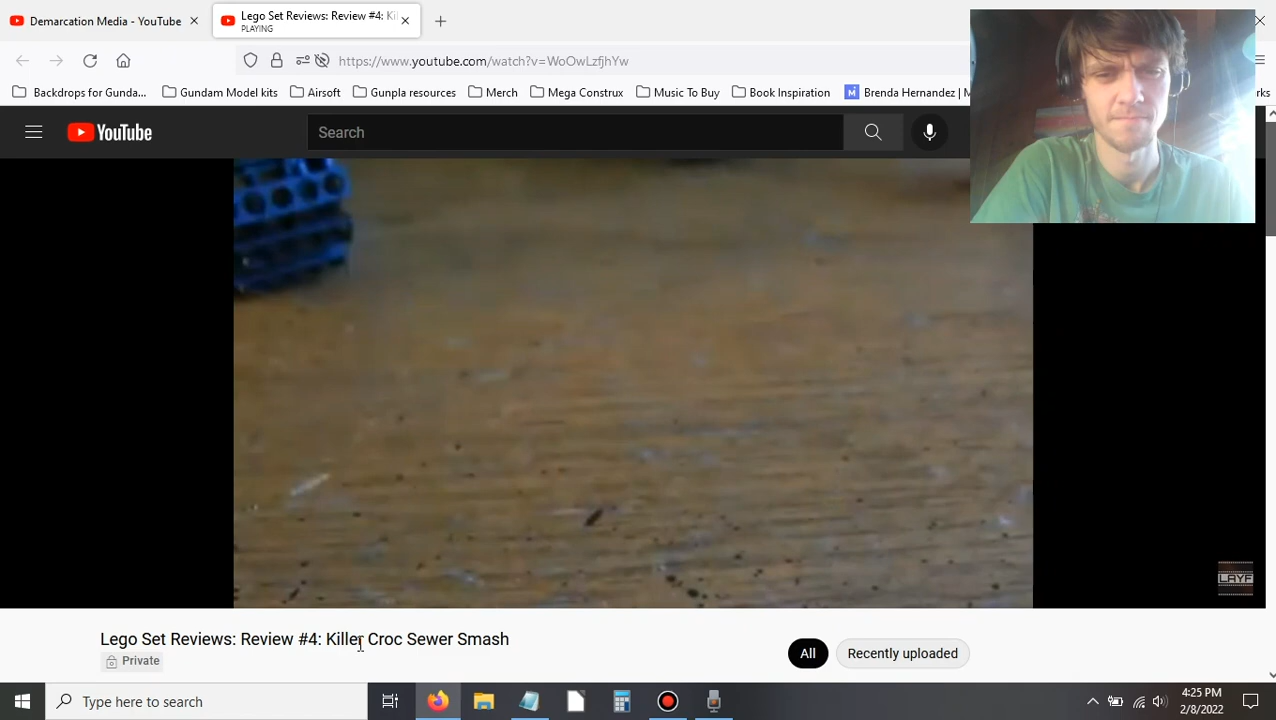 Demarcation Media - YouTube
Lego Set Reviews: Review #4: Ki
PLAYING
https://www.youtube.com/watch?v=WoOwLzfjhYw
Backdrops for Gunda...
Gundam Model kits
Airsoft
Gunpla resources
Merch
Mega Construx
Music To Buy
Book Inspiration
M
Brenda Hernandez | M
rks
YouTube
Search
LAYF
Lego Set Reviews: Review #4: Killer Croc Sewer Smash
Private
All
Recently uploaded
Type here to search
4:25 PM
2/8/2022